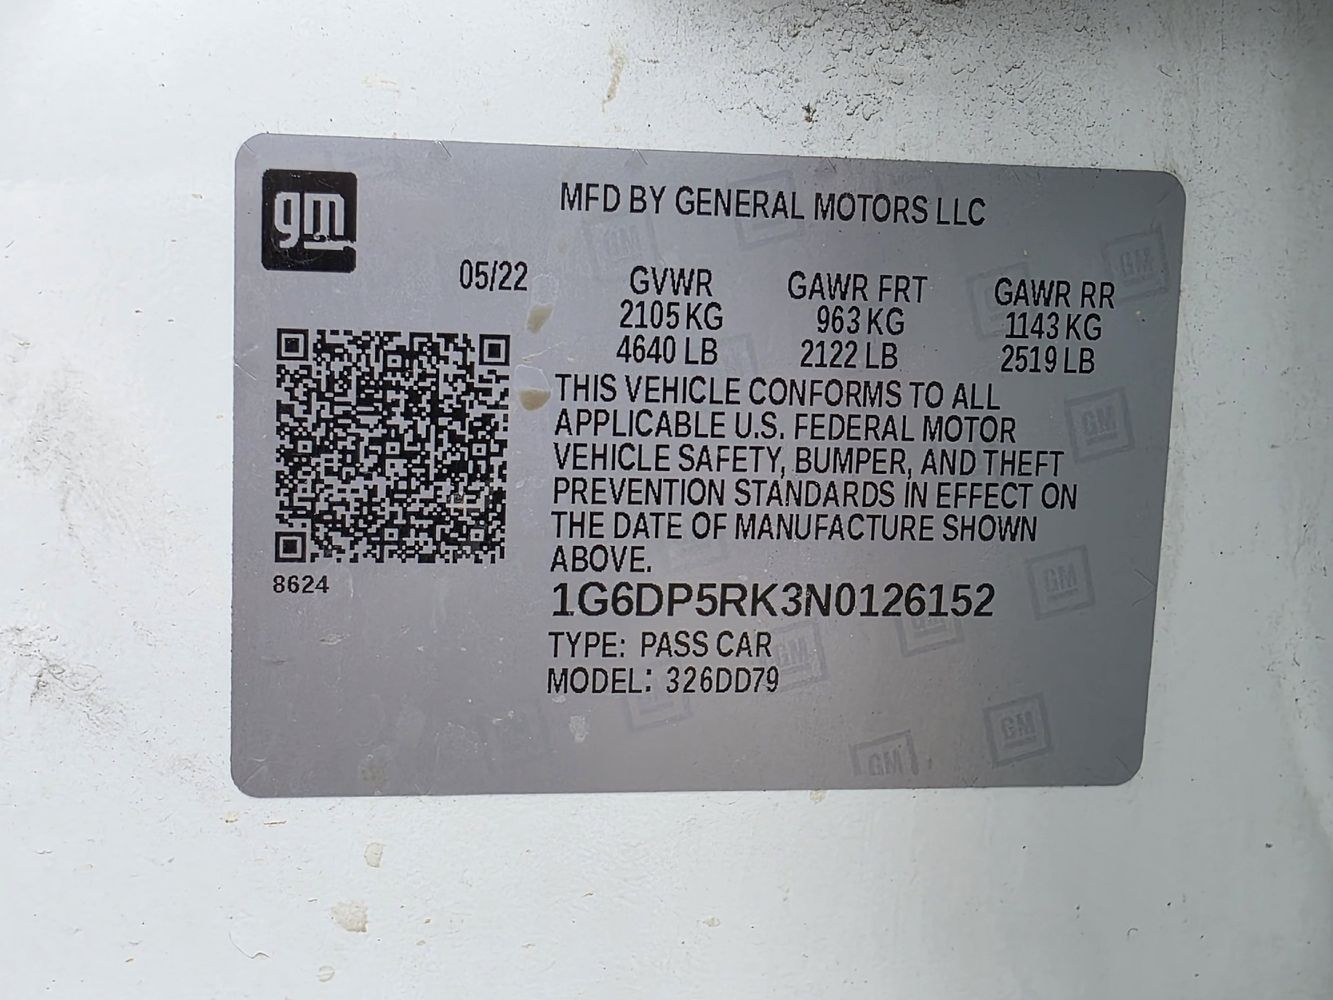 gm
MFD BY GENERAL MOTORS LLC
05/22 GVWR GAWR FRT GAWR RR
2105 KG 963 KG 1143 KG
4640 LB 2122 LB 2519 LB
THIS VEHICLE CONFORMS TO ALL
APPLICABLE U.S. FEDERAL MOTOR
VEHICLE SAFETY, BUMPER, AND THEFT
PREVENTION STANDARDS IN EFFECT ON
THE DATE OF MANUFACTURE SHOWN
ABOVE.
8624
1G6DP5RK3N0126152
TYPE: PASS CAR
MODEL: 326DD79